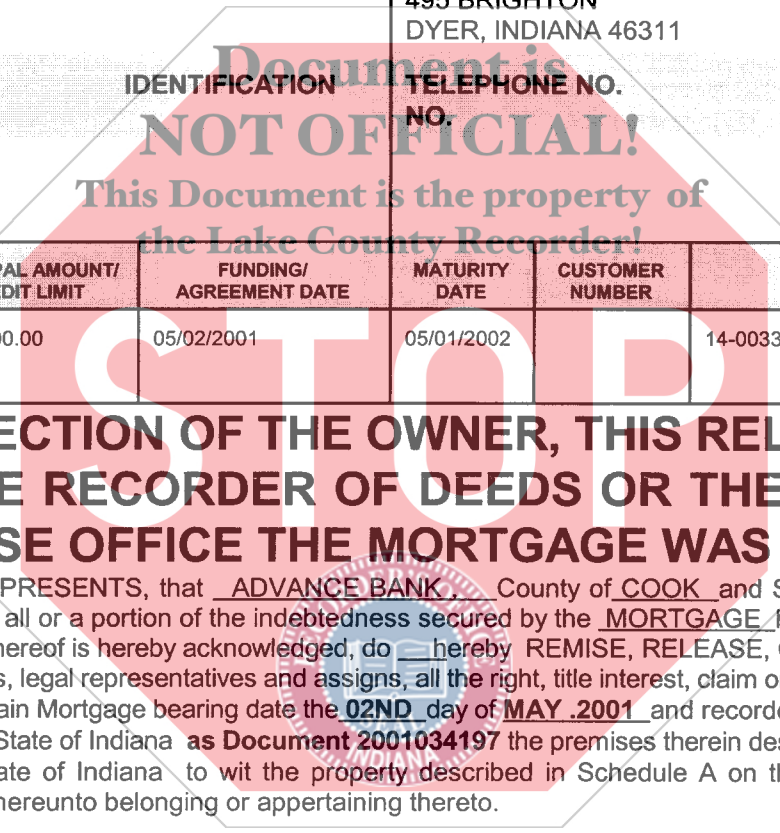 495 BRIGHTON
DYER, INDIANA 46311
IDENTIFICATION
TELEPHONE NO.
NO.
Document is
NOT OFFICIAL!
This Document is the property of
the Lake County Recorder!
PAL AMOUNT/
DIT LIMIT
FUNDING/
AGREEMENT DATE
MATURITY
DATE
CUSTOMER
NUMBER
00.00
05/02/2001
05/01/2002
14-0033
STOP
ECTION OF THE OWNER, THIS REL
E RECORDER OF DEEDS OR THE
SE OFFICE THE MORTGAGE WAS
PRESENTS, that ADVANCE BANK , County of COOK and S
all or a portion of the indebtedness secured by the MORTGAGE
hereof is hereby acknowledged, do hereby REMISE, RELEASE,
s, legal representatives and assigns, all the right, title interest, claim o
ain Mortgage bearing date the 02ND day of MAY .2001 and recorde
State of Indiana as Document 2001034197 the premises therein des
ate of Indiana to wit the property described in Schedule A on th
hereunto belonging or appertaining thereto.
INDIANA